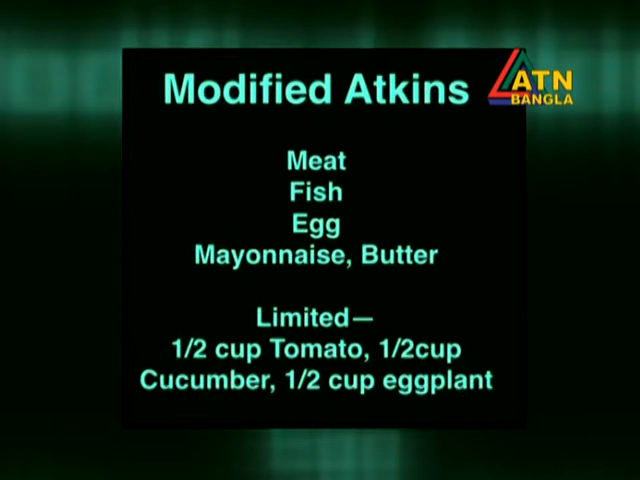 Modified Atkins
ATN
BANGLA
Meat
Fish
Egg
Mayonnaise, Butter
Limited—
1/2 cup Tomato, 1/2cup
Cucumber, 1/2 cup eggplant